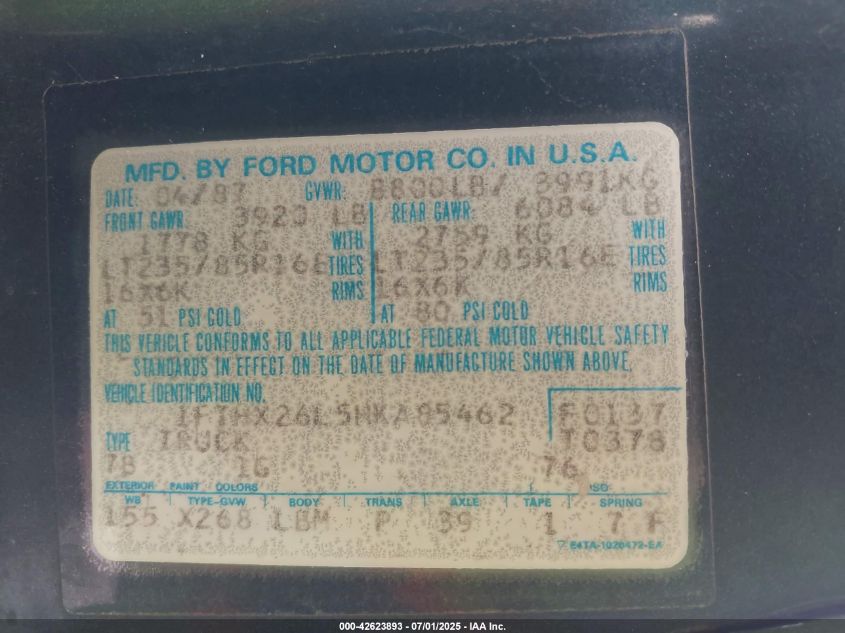 MFD. BY FORD MOTOR CO. IN U.S.A.
DATE: 04/87 GVWR: 8800LB/ 3991KG
FRONT GAWR: 3920 LB REAR GAWR: 6084 LB
1778 KG WITH 2759 KG WITH
LT235/85R16E TIRES LT235/85R16E TIRES
16X6K RIMS 16X6K RIMS
AT 51 PSI COLD AT 80 PSI COLD
THIS VEHICLE CONFORMS TO ALL APPLICABLE FEDERAL MOTOR VEHICLE SAFETY
STANDARDS IN EFFECT ON THE DATE OF MANUFACTURE SHOWN ABOVE.
VEHICLE IDENTIFICATION NO.
1FTHX26L5HKA85462 F0137
TYPE TRUCK T0378
7B 1G 76
EXTERIOR PAINT COLORS DSO
WB TYPE-GVW BODY TRANS AXLE TAPE SPRING
155 X268 LBM P 39 1 7 F
E4TA-1020472-EA
000-42623893 - 07/01/2025 - IAA Inc.